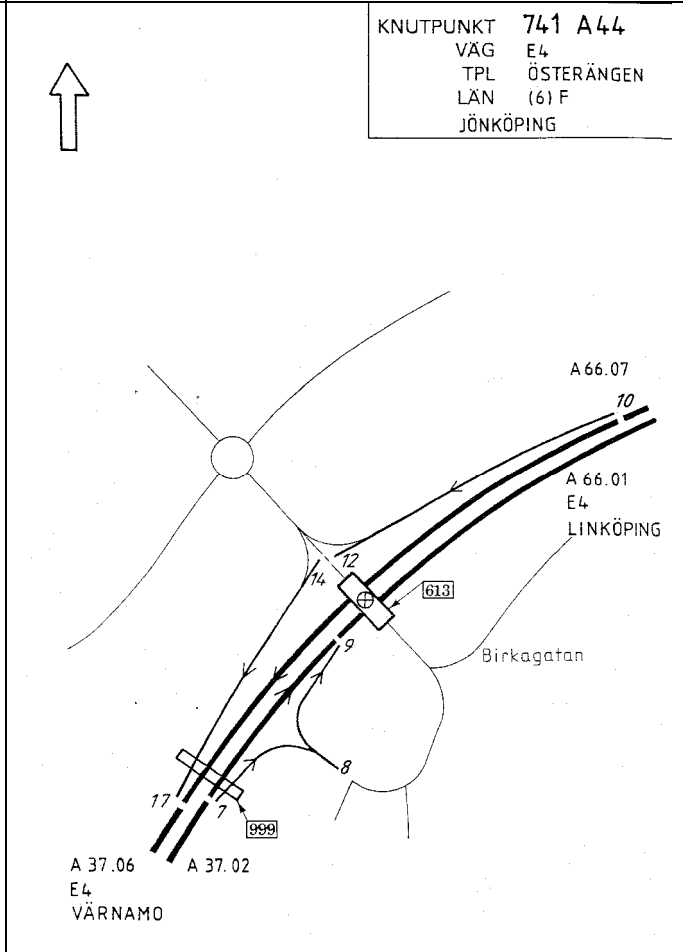 KNUTPUNKT 741 A44
VÄG E4
TPL ÖSTERÄNGEN
LÄN (6) F
JÖNKÖPING
A 66.07
10
A 66.01
E4
LINKÖPING
12
14
613
9
Birkagatan
8
17
7
999
A 37.06 A 37.02
E4
VÄRNAMO